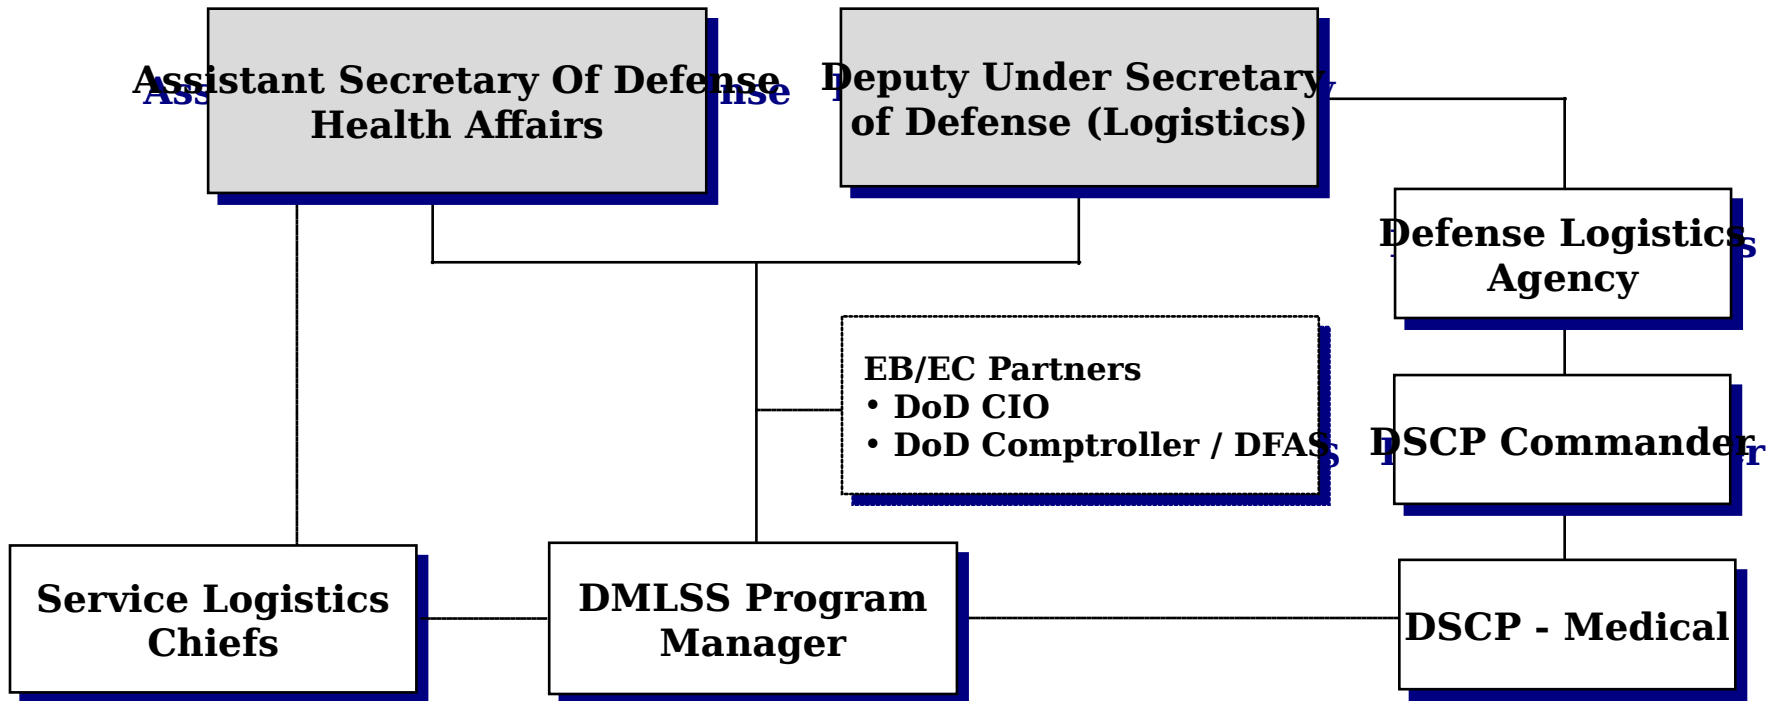 Assistant Secretary Of Defense
Health Affairs
Deputy Under Secretary
of Defense (Logistics)
Defense Logistics
Agency
EB/EC Partners
• DoD CIO
• DoD Comptroller / DFAS
DSCP Commander
Service Logistics
Chiefs
DMLSS Program
Manager
DSCP - Medical